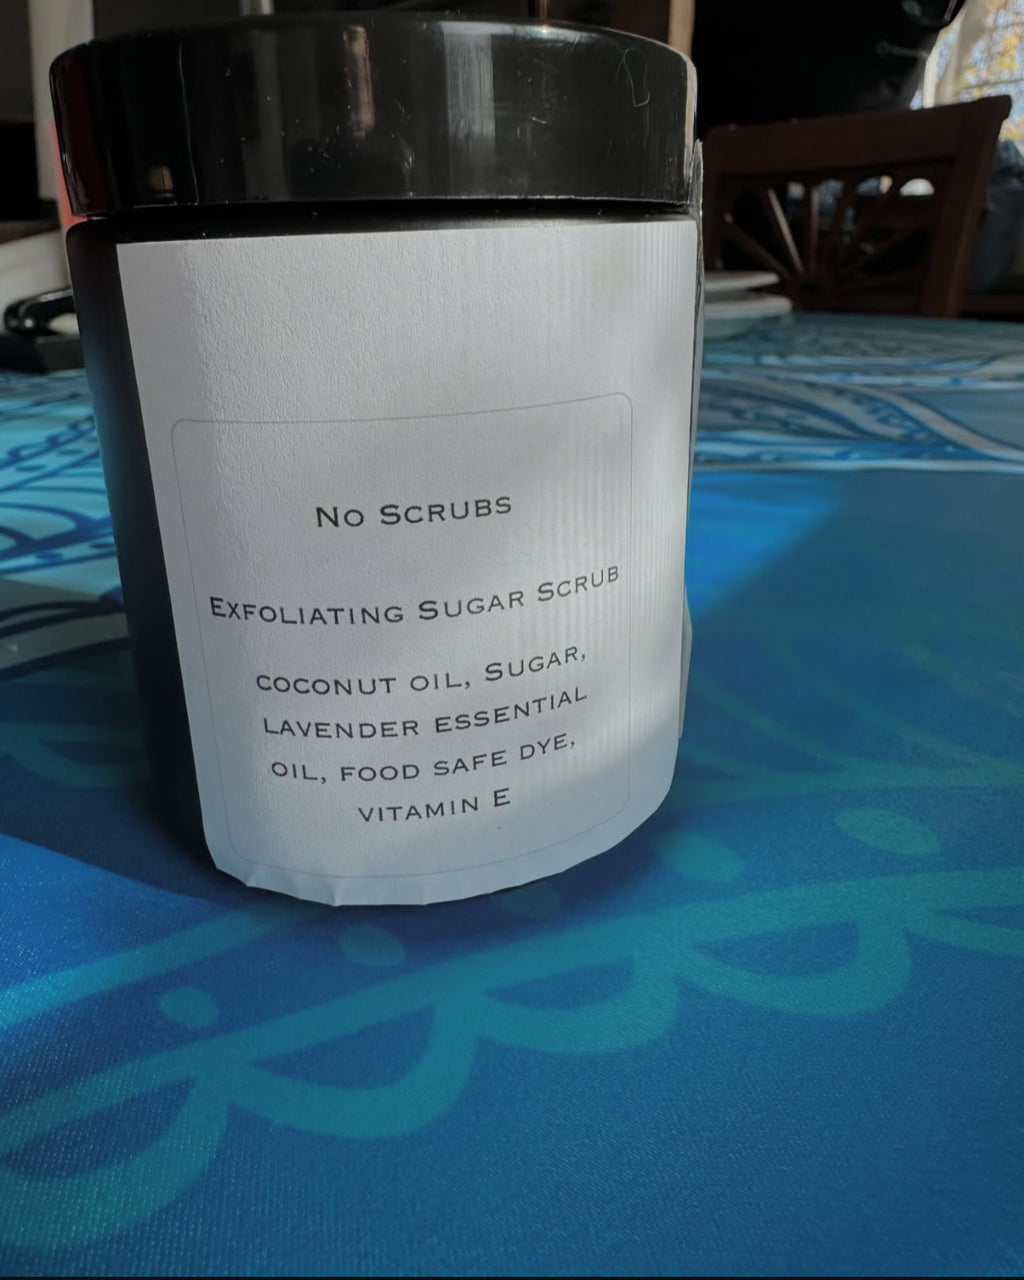 No Scrubs
Exfoliating Sugar Scrub
coconut oil, Sugar,
lavender essential
oil, food safe dye,
vitamin E